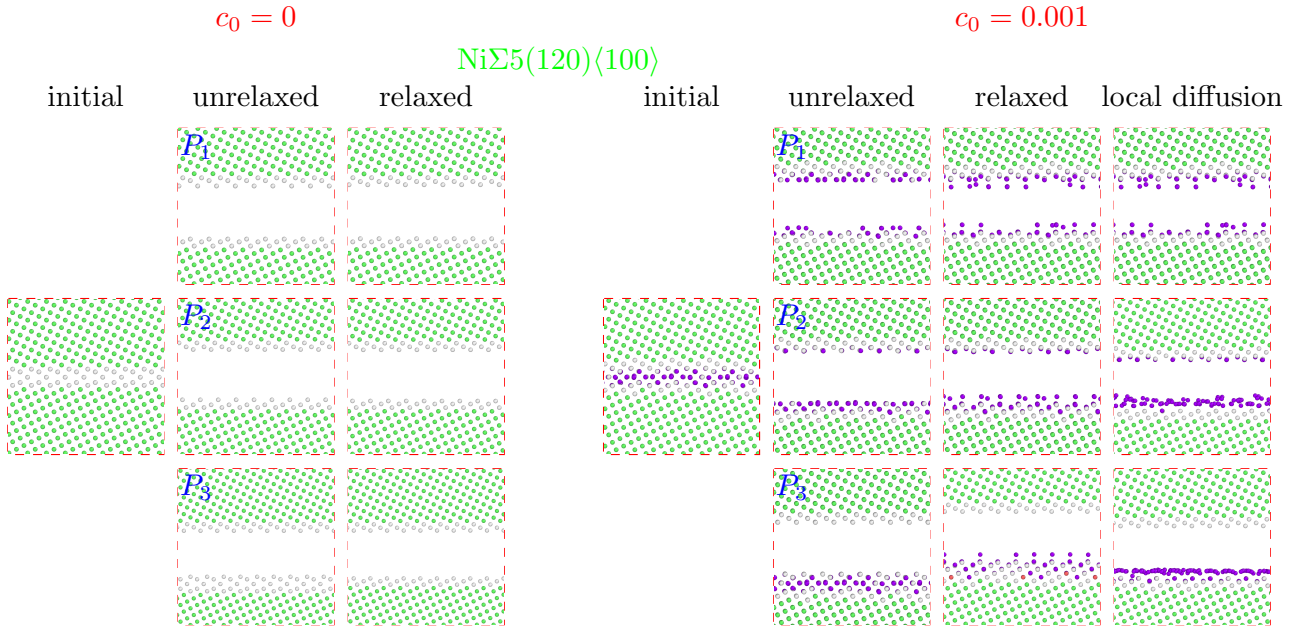 c₀ = 0
c₀ = 0.001
NiΣ5(120)⟨100⟩
initial unrelaxed relaxed
initial unrelaxed relaxed local diffusion
P₁
P₁
P₂
P₂
P₃
P₃